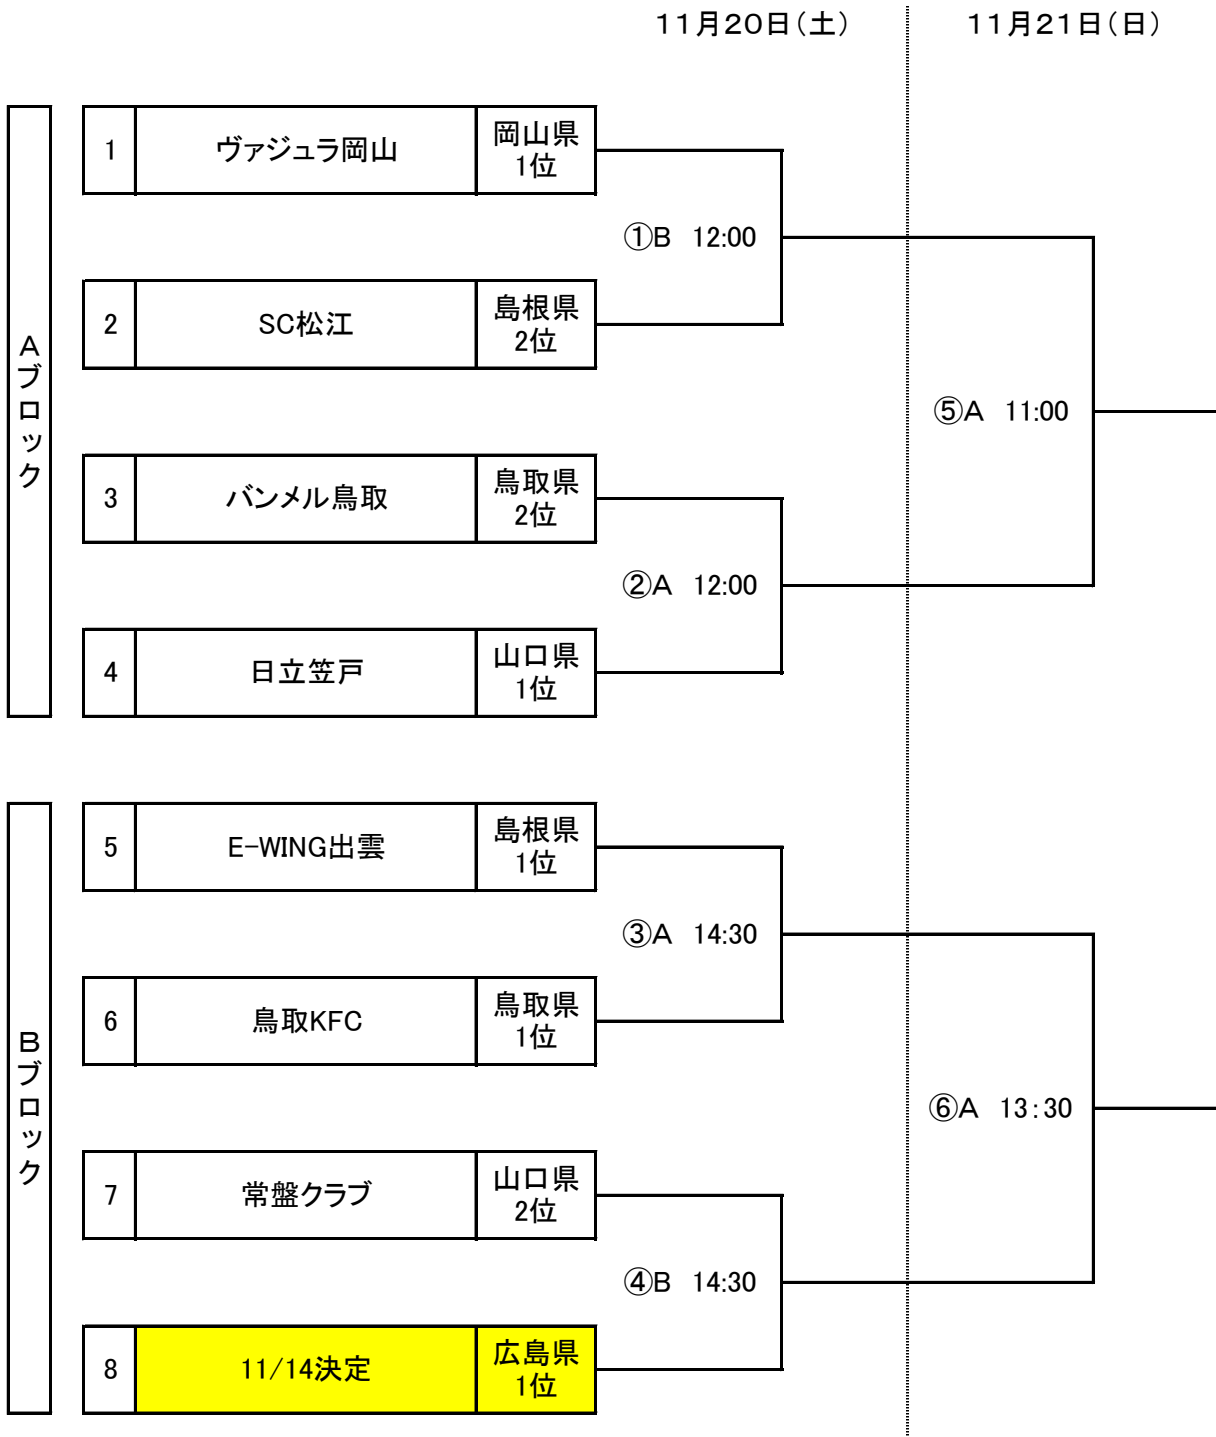 11月20日(土)
11月21日(日)
Aブロック
1
ヴァジュラ岡山
岡山県
1位
①B 12:00
2
SC松江
島根県
2位
⑤A 11:00
3
バンメル鳥取
鳥取県
2位
②A 12:00
4
日立笠戸
山口県
1位
Bブロック
5
E-WING出雲
島根県
1位
③A 14:30
6
鳥取KFC
鳥取県
1位
⑥A 13:30
7
常盤クラブ
山口県
2位
④B 14:30
8
11/14決定
広島県
1位